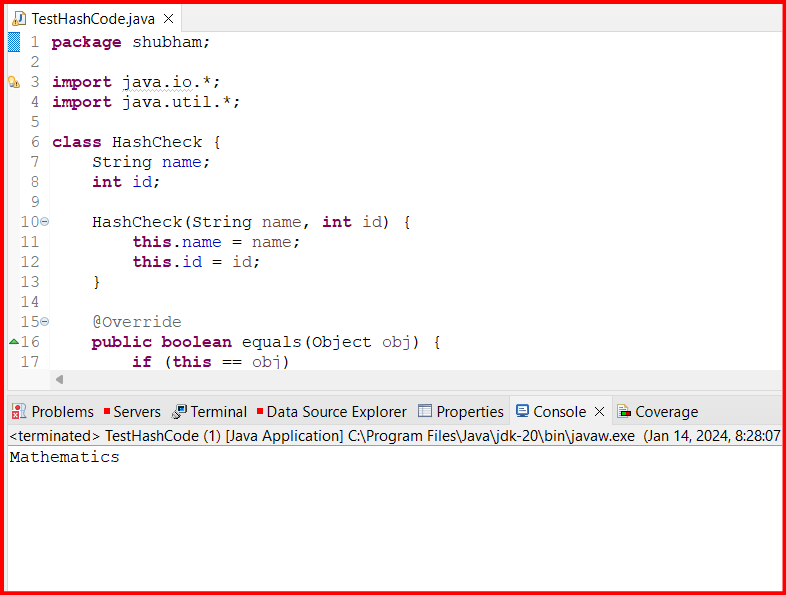 TestHashCode.java
1 package shubham;
2
3 import java.io.*;
4 import java.util.*;
5
6 class HashCheck {
7     String name;
8     int id;
9
10     HashCheck(String name, int id) {
11         this.name = name;
12         this.id = id;
13     }
14
15     @Override
16     public boolean equals(Object obj) {
17         if (this == obj)
Problems Servers Terminal Data Source Explorer Properties Console Coverage
<terminated> TestHashCode (1) [Java Application] C:\Program Files\Java\jdk-20\bin\javaw.exe (Jan 14, 2024, 8:28:07
Mathematics